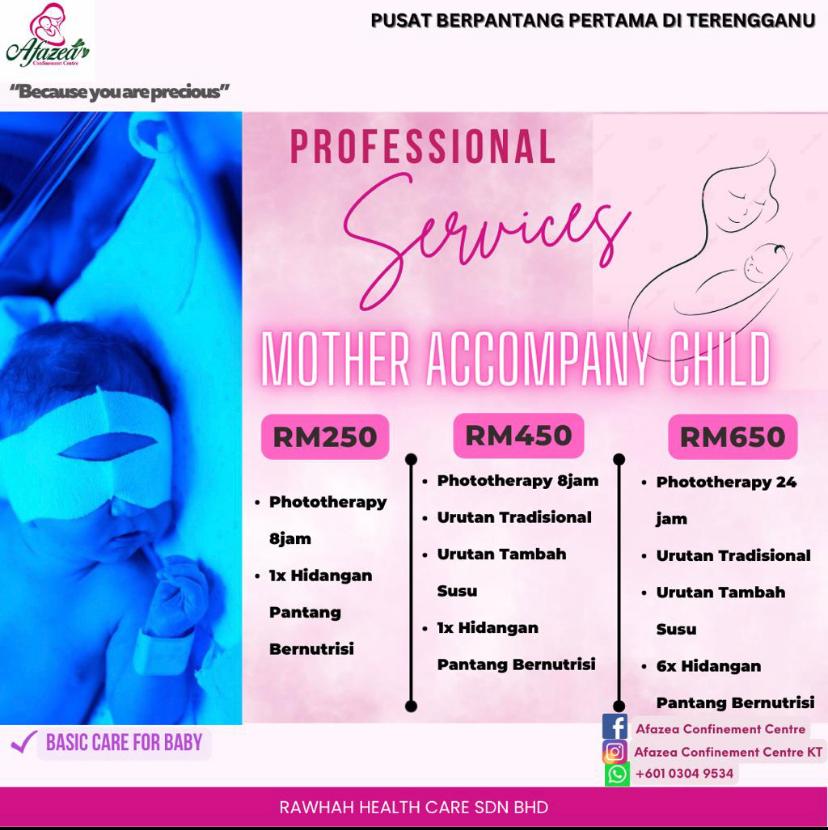 PUSAT BERPANTANG PERTAMA DI TERENGGANU
Afazea
Confinement Centre
“Because you are precious”
PROFESSIONAL
Services
MOTHER ACCOMPANY CHILD
RM250
• Phototherapy
8jam
• 1x Hidangan
Pantang
Bernutrisi
RM450
• Phototherapy 8jam
• Urutan Tradisional
• Urutan Tambah
Susu
• 1x Hidangan
Pantang Bernutrisi
RM650
• Phototherapy 24
jam
• Urutan Tradisional
• Urutan Tambah
Susu
• 6x Hidangan
Pantang Bernutrisi
BASIC CARE FOR BABY
Afazea Confinement Centre
Afazea Confinement Centre KT
+601 0304 9534
RAWHAH HEALTH CARE SDN BHD